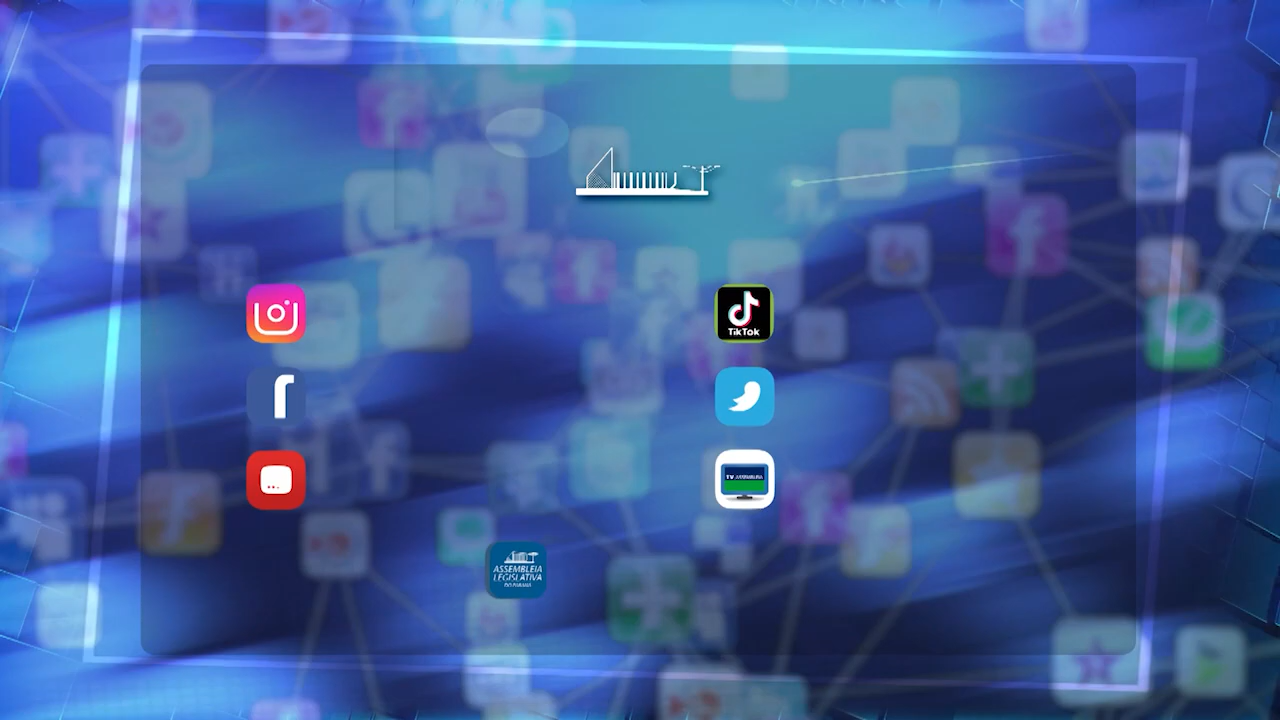 TikTok
TV ASSEMBLEIA
ASSEMBLEIA
LEGISLATIVA
DO PARANÁ